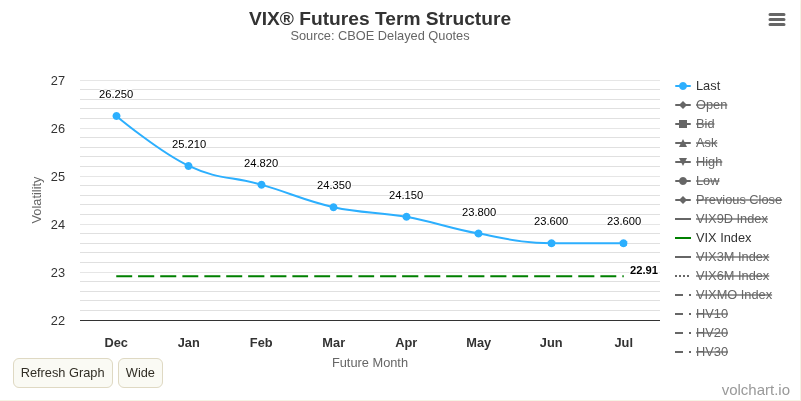 VIX® Futures Term Structure
Source: CBOE Delayed Quotes
Volatility
27
26
25
24
23
22
26.250
25.210
24.820
24.350
24.150
23.800
23.600
23.600
22.91
Dec Jan Feb Mar Apr May Jun Jul
Future Month
Last
Open
Bid
Ask
High
Low
Previous Close
VIX9D Index
VIX Index
VIX3M Index
VIX6M Index
VIXMO Index
HV10
HV20
HV30
Refresh Graph Wide
volchart.io